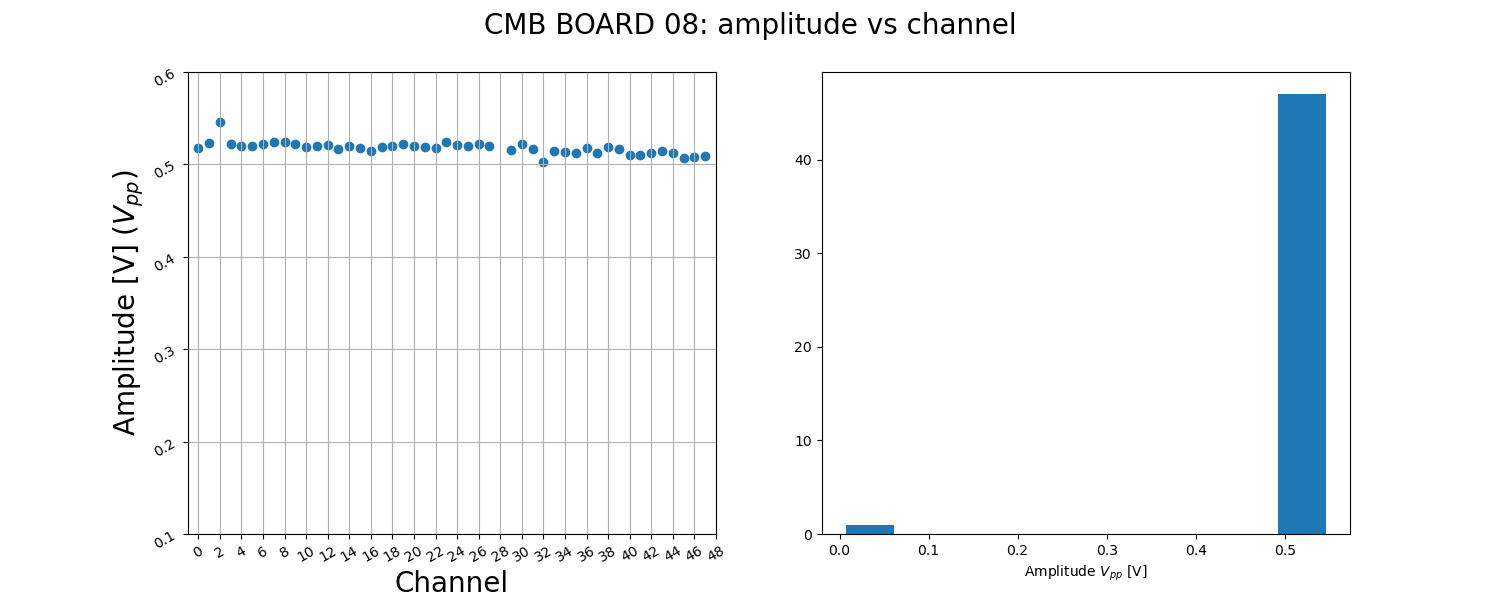 CMB BOARD 08: amplitude vs channel
Amplitude [V] (V_pp)
0.6
0.5
0.4
0.3
0.2
0.1
0 2 4 6 8 10 12 14 16 18 20 22 24 26 28 30 32 34 36 38 40 42 44 46 48
Channel
40
30
20
10
0
0.0 0.1 0.2 0.3 0.4 0.5
Amplitude V_pp [V]